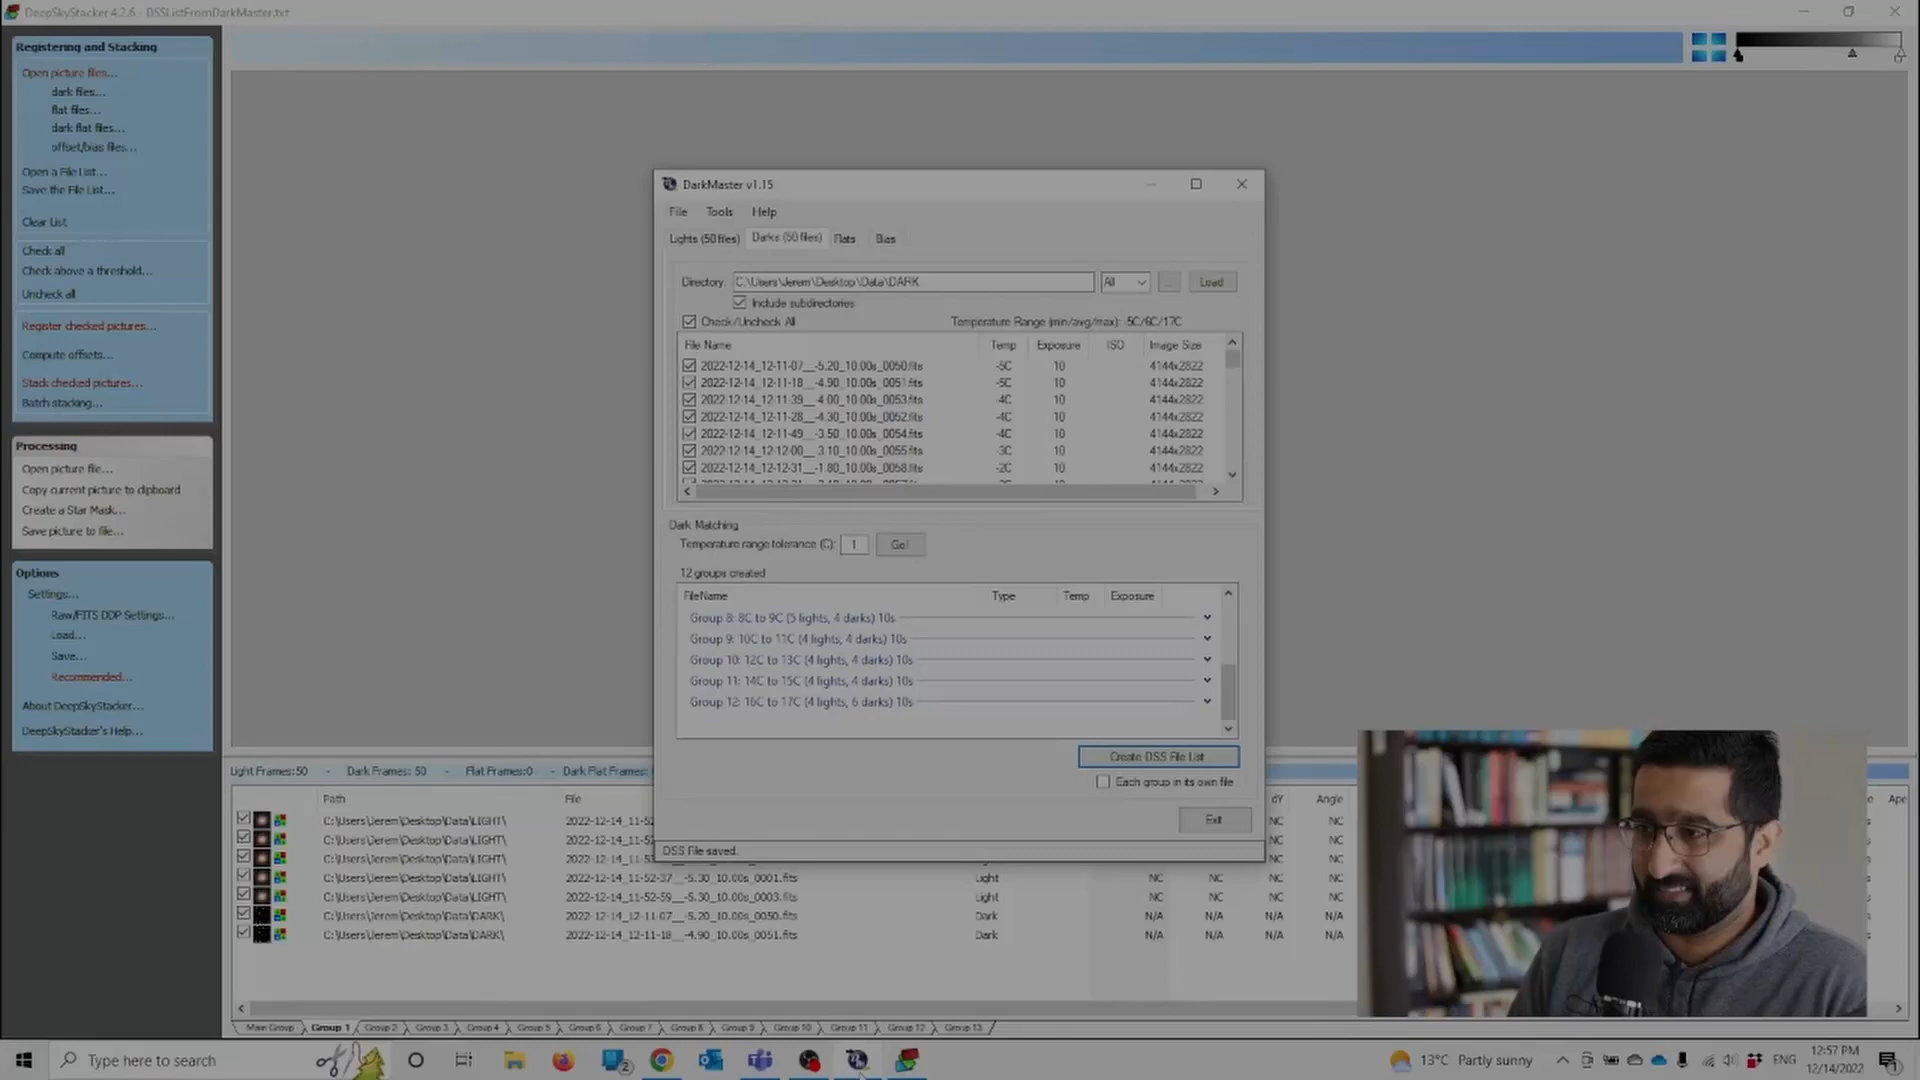 DeepSkyStacker 4.2.6 - DSSListFromDarkMaster.txt
Registering and Stacking
Open picture files...
dark files...
flat files...
dark flat files...
offset/bias files...
Open a File List...
Save the File List...
Clear List
Check all
Check above a threshold...
Uncheck all
Register checked pictures...
Compute offsets...
Stack checked pictures...
Batch stacking...
Processing
Open picture file...
Copy current picture to clipboard
Create a Star Mask...
Save picture to file...
Options
Settings...
Raw/FITS DDP Settings...
Load...
Save...
Recommended...
About DeepSkyStacker...
DeepSkyStacker's Help...
DarkMaster v1.15
File Tools Help
Lights (50 files) Darks (50 files) Flats Bias
Directory: C:\Users\Jerem\Desktop\Data\DARK All ... Load
Include subdirectories
Check/Uncheck All Temperature Range (min/avg/max): -5C/6C/17C
File Name Temp Exposure ISO Image Size
2022-12-14_12-11-07__-5.20_10.00s_0050.fits -5C 10 4144x2822
2022-12-14_12-11-18__-4.90_10.00s_0051.fits -5C 10 4144x2822
2022-12-14_12-11-39__-4.00_10.00s_0053.fits -4C 10 4144x2822
2022-12-14_12-11-28__-4.30_10.00s_0052.fits -4C 10 4144x2822
2022-12-14_12-11-49__-3.50_10.00s_0054.fits -4C 10 4144x2822
2022-12-14_12-12-00__-3.10_10.00s_0055.fits -3C 10 4144x2822
2022-12-14_12-12-31__-1.80_10.00s_0058.fits -2C 10 4144x2822
Dark Matching
Temperature range tolerance (C): 1 Go!
12 groups created
FileName Type Temp Exposure
Group 8: 8C to 9C (5 lights, 4 darks) 10s
Group 9: 10C to 11C (4 lights, 4 darks) 10s
Group 10: 12C to 13C (4 lights, 4 darks) 10s
Group 11: 14C to 15C (4 lights, 4 darks) 10s
Group 12: 16C to 17C (4 lights, 6 darks) 10s
Create DSS File List
Each group in its own file
Exit
DSS File saved.
Light Frames: 50 - Dark Frames: 50 - Flat Frames:0 - Dark Flat Frames:
Path File dY Angle
C:\Users\Jerem\Desktop\Data\LIGHT\ 2022-12-14_11-52 NC NC
C:\Users\Jerem\Desktop\Data\LIGHT\ 2022-12-14_11-5 NC NC
C:\Users\Jerem\Desktop\Data\LIGHT\ 2022-12-14_11-5 NC NC
C:\Users\Jerem\Desktop\Data\LIGHT\ 2022-12-14_11-52-37__-5.30_10.00s_0001.fits Light NC NC NC NC
C:\Users\Jerem\Desktop\Data\LIGHT\ 2022-12-14_11-52-59__-5.30_10.00s_0003.fits Light NC NC NC NC
C:\Users\Jerem\Desktop\Data\DARK\ 2022-12-14_12-11-07__-5.20_10.00s_0050.fits Dark N/A N/A N/A N/A
C:\Users\Jerem\Desktop\Data\DARK\ 2022-12-14_12-11-18__-4.90_10.00s_0051.fits Dark N/A N/A N/A N/A
Main Group Group 1 Group 2 Group 3 Group 4 Group 5 Group 6 Group 7 Group 8 Group 9 Group 10 Group 11 Group 12 Group 13
Type here to search
2
13°C Partly sunny
ENG
12:57 PM
12/14/2022
1